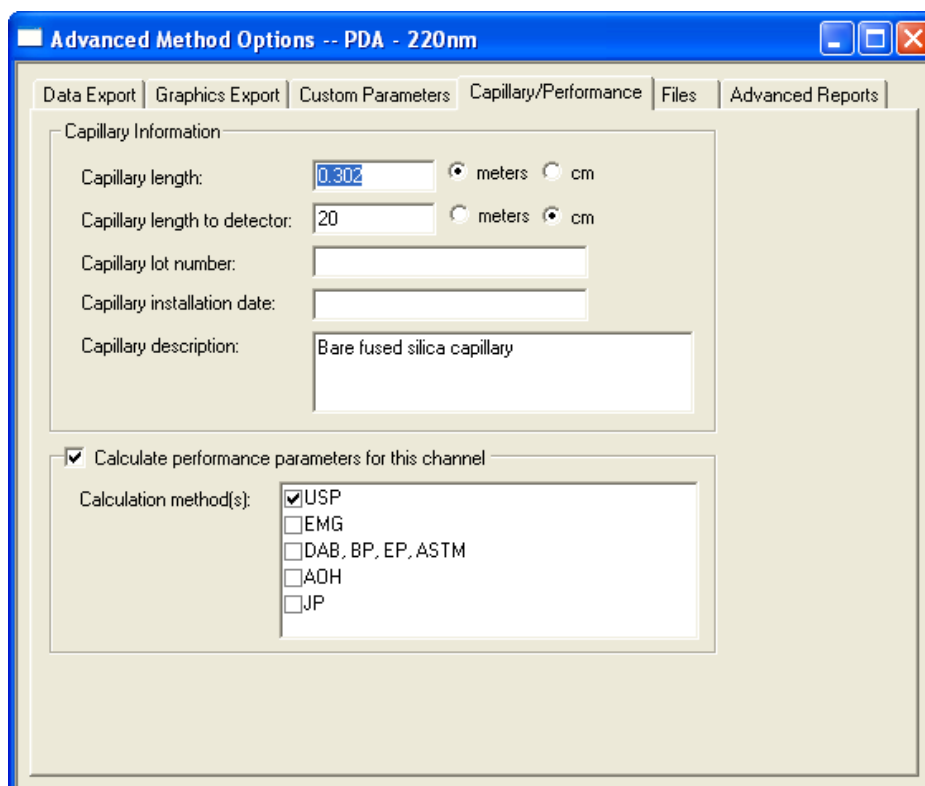 Advanced Method Options -- PDA - 220nm
Data Export Graphics Export Custom Parameters Capillary/Performance Files Advanced Reports
Capillary Information
Capillary length: 0.302 meters cm
Capillary length to detector: 20 meters cm
Capillary lot number:
Capillary installation date:
Capillary description: Bare fused silica capillary
Calculate performance parameters for this channel
Calculation method(s): USP
EMG
DAB, BP, EP, ASTM
AOH
JP